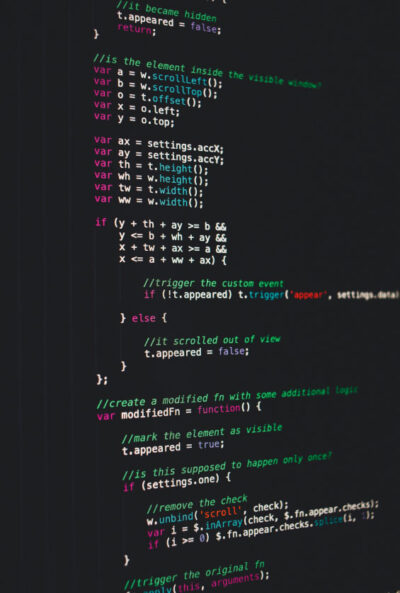 //it became hidden
t.appeared = false;
return;
}
//is the element inside the visible window?
var a = w.scrollLeft();
var b = w.scrollTop();
var o = t.offset();
var x = o.left;
var y = o.top;
var ax = settings.accX;
var ay = settings.accY;
var th = t.height();
var wh = w.height();
var tw = t.width();
var ww = w.width();
if (y + th + ay >= b &&
y <= b + wh + ay &&
x + tw + ax >= a &&
x <= a + ww + ax) {
//trigger the custom event
if (!t.appeared) t.trigger('appear', settings.data)
} else {
//it scrolled out of view
t.appeared = false;
}
};
//create a modified fn with some additional logic
var modifiedFn = function() {
//mark the element as visible
t.appeared = true;
//is this supposed to happen only once?
if (settings.one) {
//remove the check
w.unbind('scroll', check);
var i = $.inArray(check, $.fn.appear.checks);
if (i >= 0) $.fn.appear.checks.splice(i, 1);
}
//trigger the original fn
(this, arguments);